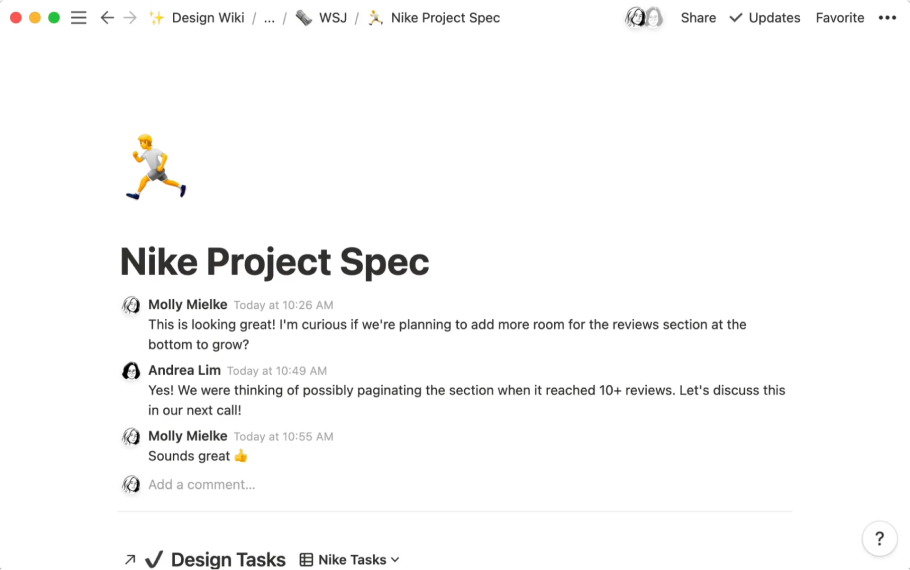 Design Wiki / ... / WSJ / Nike Project Spec Share Updates Favorite •••
Nike Project Spec
Molly Mielke Today at 10:26 AM
This is looking great! I'm curious if we're planning to add more room for the reviews section at the
bottom to grow?
Andrea Lim Today at 10:49 AM
Yes! We were thinking of possibly paginating the section when it reached 10+ reviews. Let's discuss this
in our next call!
Molly Mielke Today at 10:55 AM
Sounds great 👍
Add a comment...
Design Tasks Nike Tasks
?